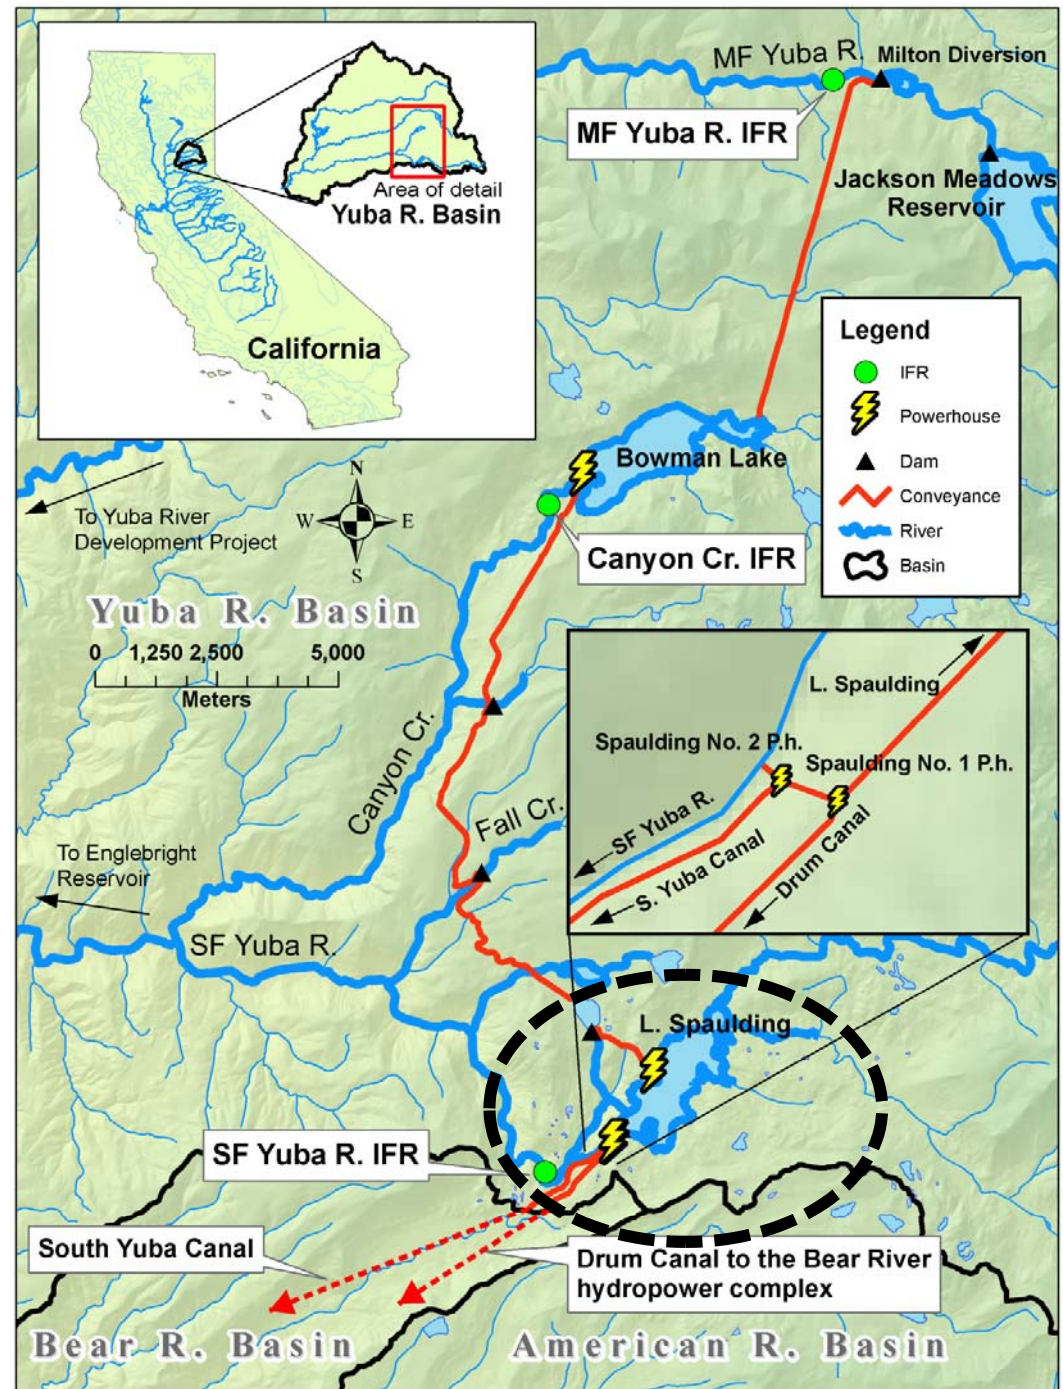 MF Yuba R.
Milton Diversion
MF Yuba R. IFR
Jackson Meadows
Reservoir
Area of detail
Yuba R. Basin
California
Legend
IFR
Powerhouse
Dam
Conveyance
River
Basin
Bowman Lake
Canyon Cr. IFR
To Yuba River
Development Project
N
W
E
S
Yuba R. Basin
0 1,250 2,500 5,000
Meters
L. Spaulding
Spaulding No. 2 P.h.
Spaulding No. 1 P.h.
SF Yuba R.
S. Yuba Canal
Drum Canal
Canyon Cr.
Fall Cr.
To Englebright
Reservoir
SF Yuba R.
L. Spaulding
SF Yuba R. IFR
South Yuba Canal
Drum Canal to the Bear River
hydropower complex
Bear R. Basin
American R. Basin